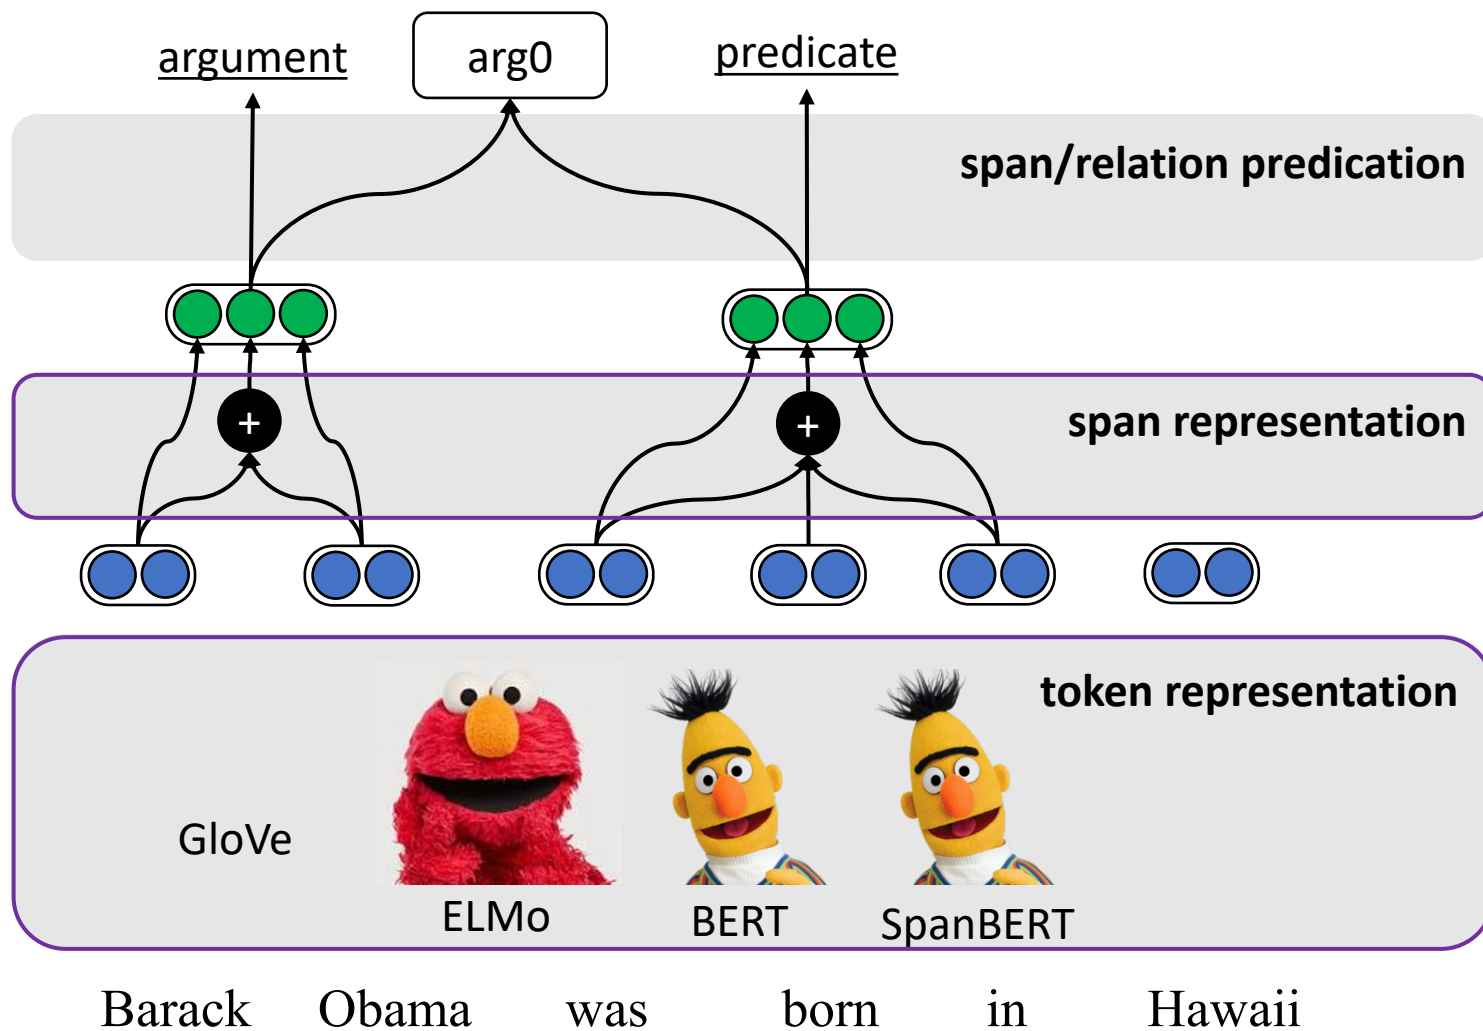 argument arg0 predicate
span/relation predication
+ +
span representation
token representation
GloVe
ELMo BERT SpanBERT
Barack Obama was born in Hawaii